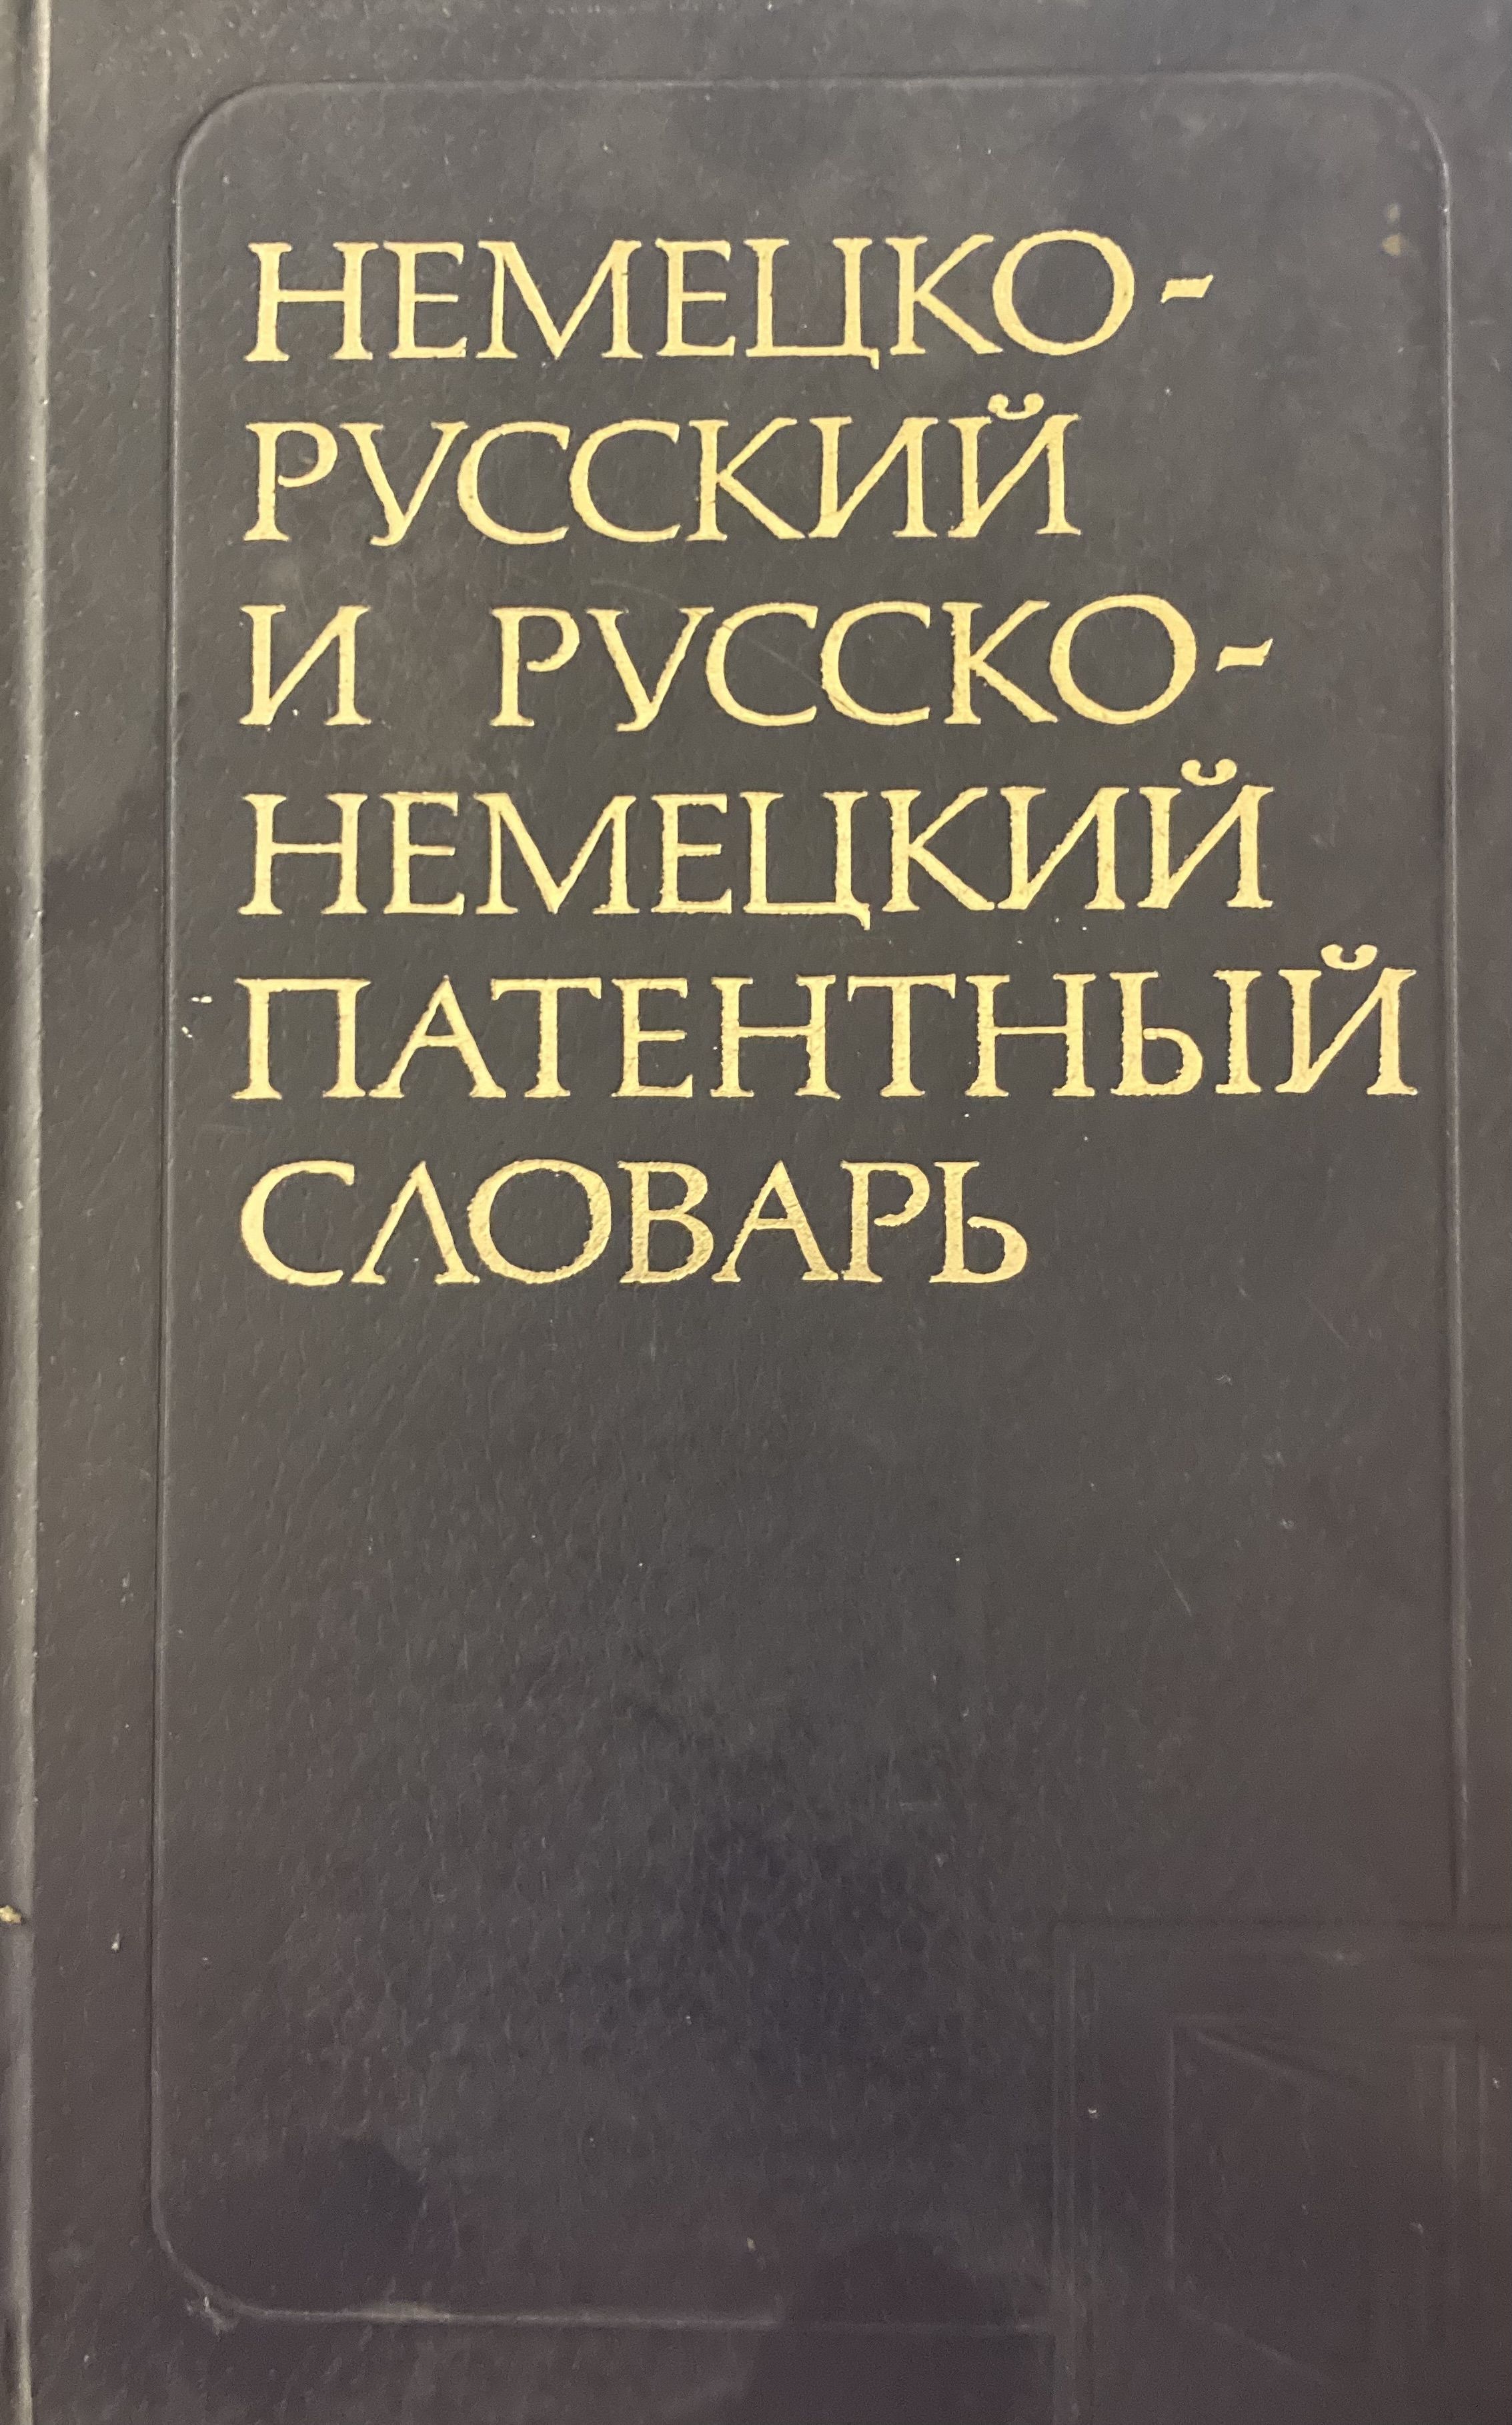 НЕМЕЦКО-
РУССКИЙ
И РУССКО-
НЕМЕЦКИЙ
ПАТЕНТНЫЙ
СЛОВАРЬ